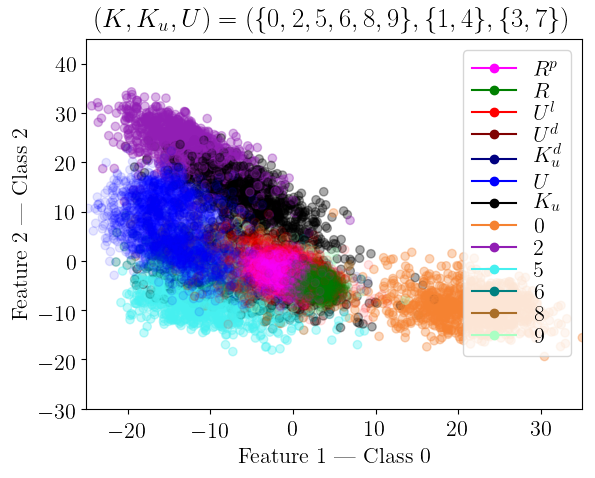 (K, K_u, U) = ({0, 2, 5, 6, 8, 9}, {1, 4}, {3, 7})
40
30
20
10
0
−10
−20
−30
−20
−10
0
10
20
30
Feature 2 — Class 2
Feature 1 — Class 0
R^p
R
U^l
U^d
K_u^d
U
K_u
0
2
5
6
8
9